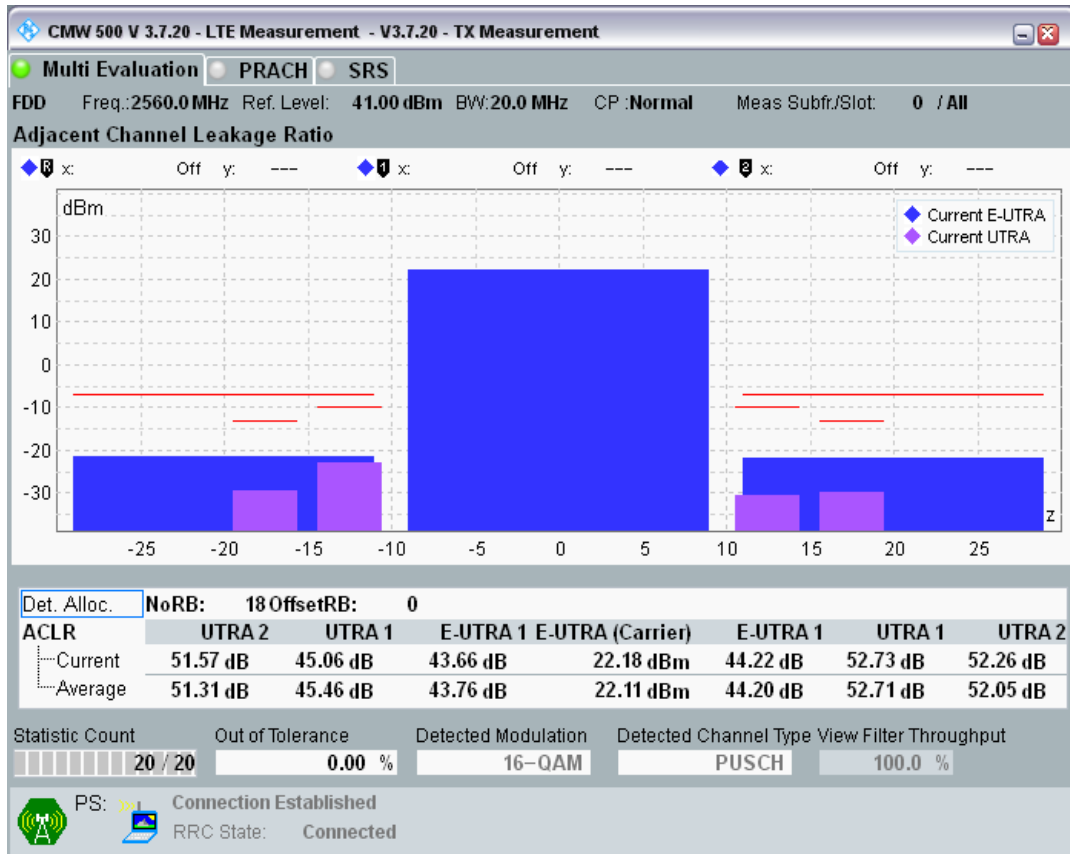 CMW 500 V 3.7.20 - LTE Measurement - V3.7.20 - TX Measurement
Multi Evaluation PRACH SRS
FDD Freq.:2560.0 MHz Ref. Level: 41.00 dBm BW:20.0 MHz CP :Normal Meas Subfr./Slot: 0 / All
Adjacent Channel Leakage Ratio
R x: Off y: --- 1 x: Off y: --- 2 x: Off y: ---
dBm
Current E-UTRA
Current UTRA
30
20
10
0
-10
-20
-30
z
-25 -20 -15 -10 -5 0 5 10 15 20 25
Det. Alloc. NoRB: 18 OffsetRB: 0
ACLR UTRA 2 UTRA 1 E-UTRA 1 E-UTRA (Carrier) E-UTRA 1 UTRA 1 UTRA 2
Current 51.57 dB 45.06 dB 43.66 dB 22.18 dBm 44.22 dB 52.73 dB 52.26 dB
Average 51.31 dB 45.46 dB 43.76 dB 22.11 dBm 44.20 dB 52.71 dB 52.05 dB
Statistic Count Out of Tolerance Detected Modulation Detected Channel Type View Filter Throughput
20 / 20 0.00 % 16-QAM PUSCH 100.0 %
PS: Connection Established
RRC State: Connected